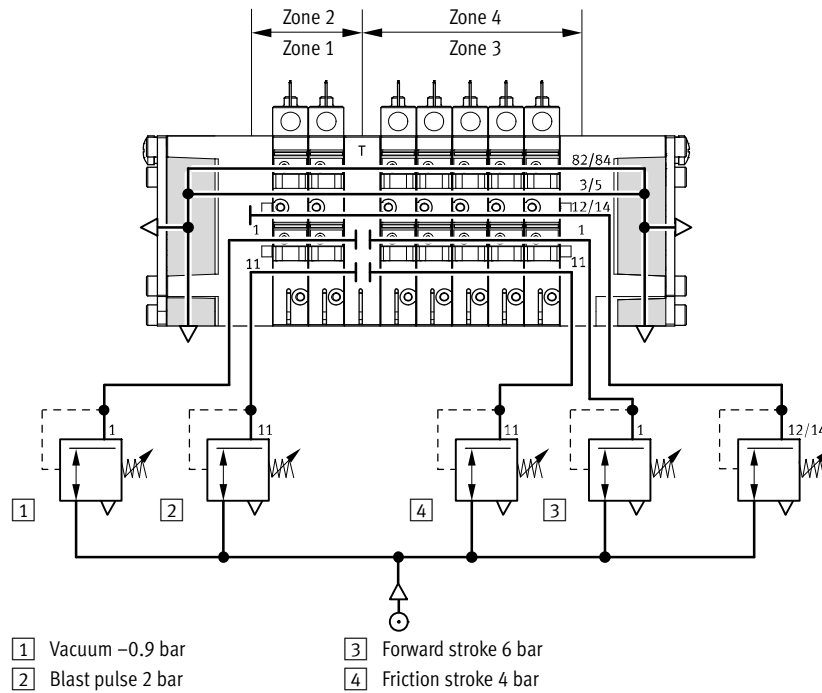 Zone 2 Zone 4
Zone 1 Zone 3
T
82/84
3/5
12/14
1 1
11 11
1 11 11 1 12/14
1 2 4 3
1 Vacuum –0.9 bar
2 Blast pulse 2 bar
3 Forward stroke 6 bar
4 Friction stroke 4 bar